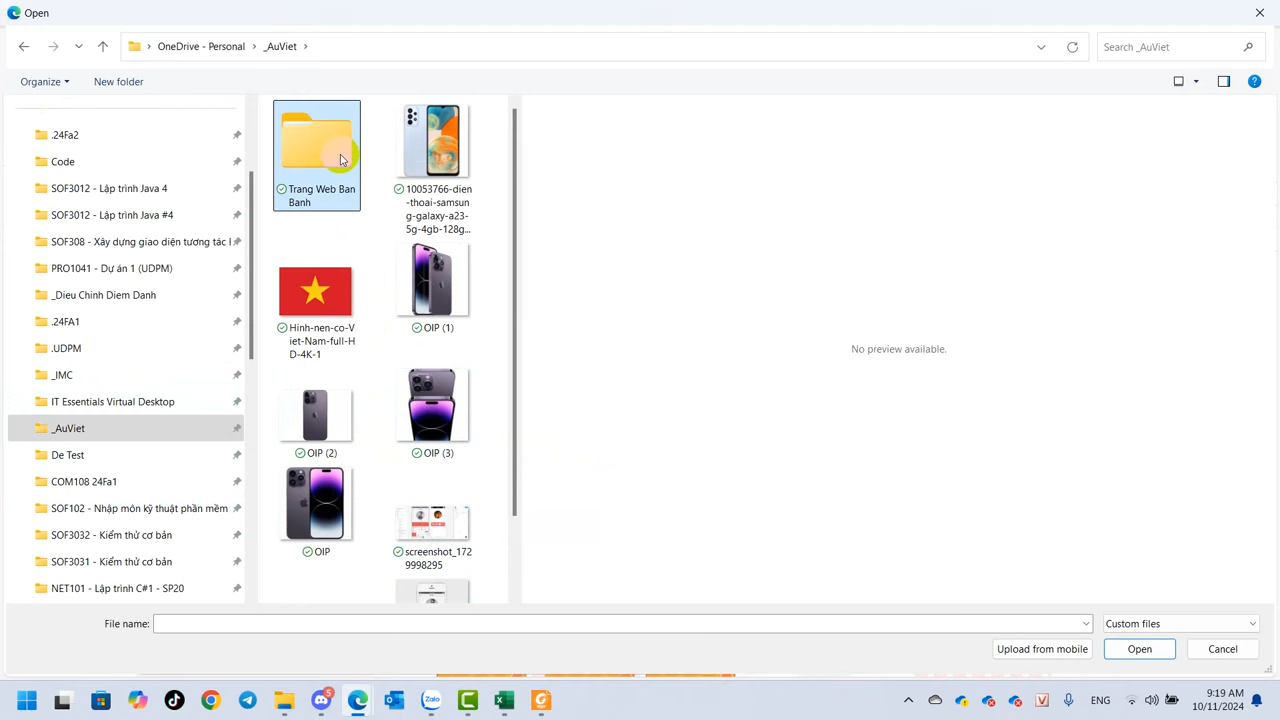 Open
OneDrive - Personal
_AuViet
Search _AuViet
Organize
New folder
.24Fa2
Code
SOF3012 - Lập trình Java 4
SOF3012 - Lập trình Java #4
SOF308 - Xây dựng giao diện tương tác l
PRO1041 - Dự án 1 (UDPM)
_Dieu Chinh Diem Danh
.24FA1
.UDPM
_IMC
IT Essentials Virtual Desktop
_AuViet
De Test
COM108 24Fa1
SOF102 - Nhập món kỹ thuật phần mềm
SOF3032 - Kiểm thử cơ bản
SOF3031 - Kiểm thử cơ bản
NET101 - Lập trình C#1 - SP20
Trang Web Ban
Banh
10053766-dien
-thoai-samsun
g-galaxy-a23-
5g-4gb-128g...
Hinh-nen-co-V
iet-Nam-full-H
D-4K-1
OIP (1)
OIP (2)
OIP (3)
OIP
screenshot_172
9998295
No preview available.
File name:
Custom files
Upload from mobile
Open
Cancel
5
Zalo
ENG
9:19 AM
10/11/2024